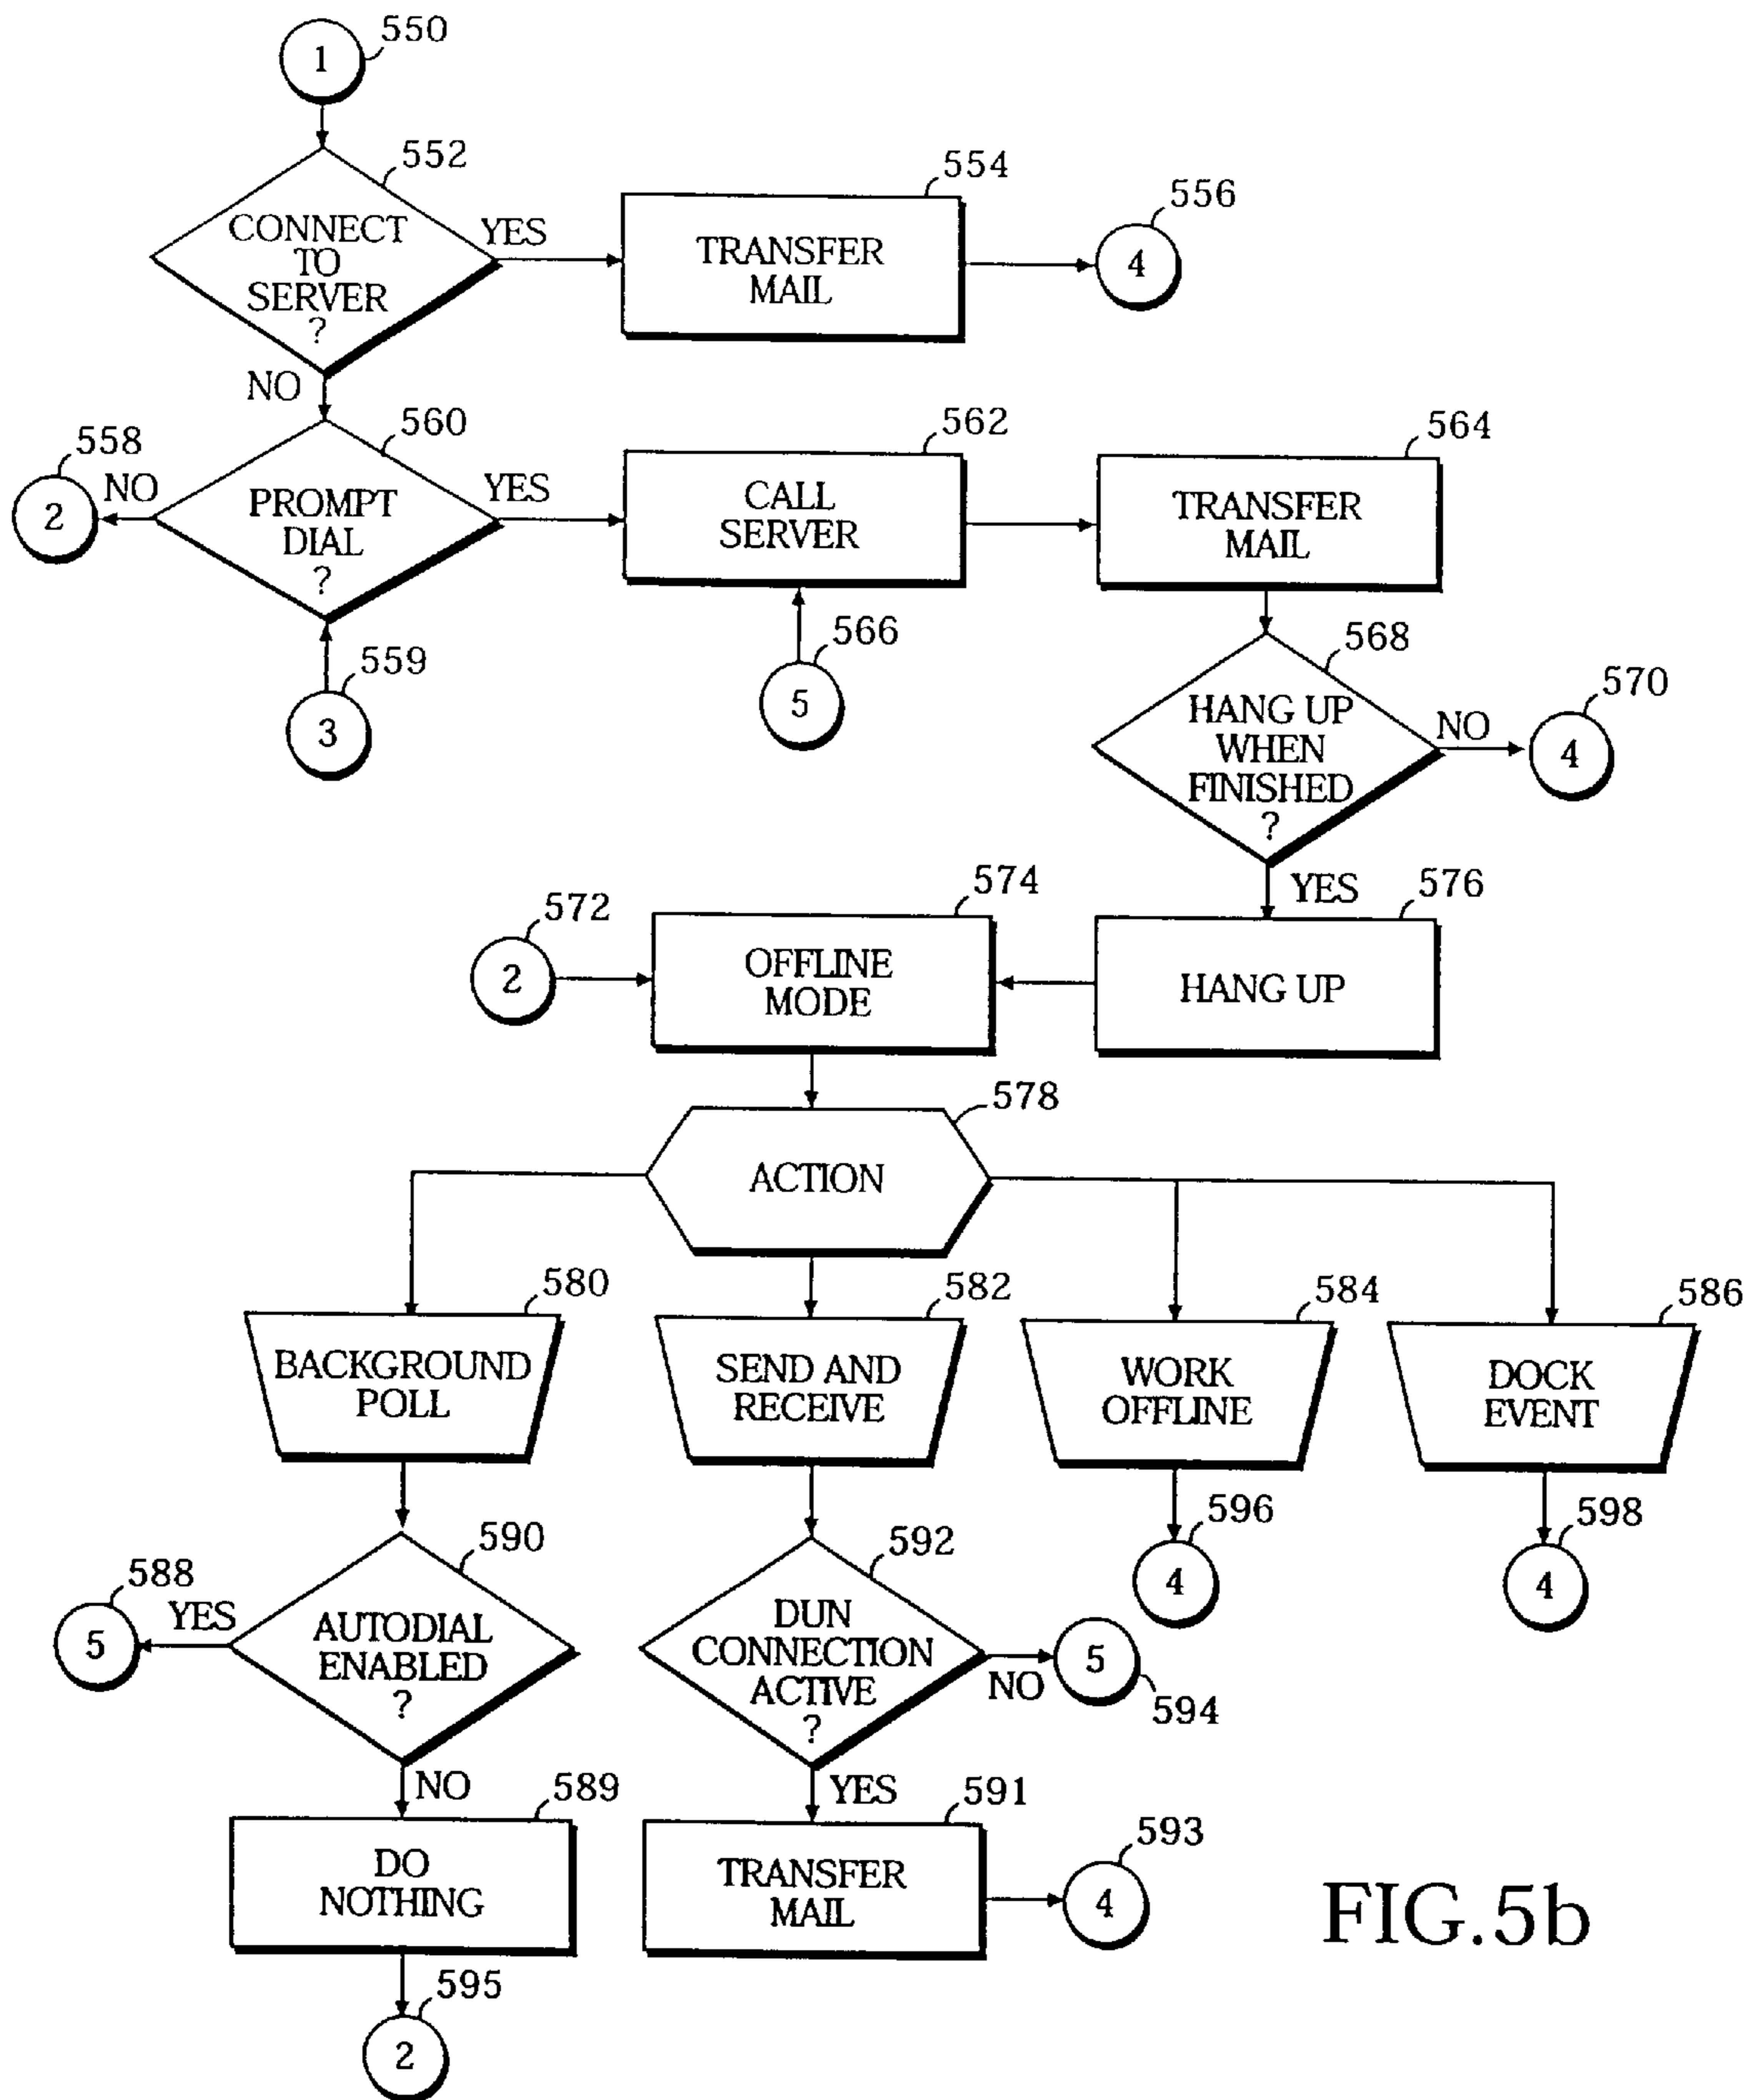 1
550
552
CONNECT
TO
SERVER
?
YES
554
TRANSFER
MAIL
556
4
NO
558
2
NO
560
PROMPT
DIAL
?
YES
562
CALL
SERVER
564
TRANSFER
MAIL
559
3
566
5
568
HANG UP
WHEN
FINISHED
?
NO
570
4
YES
572
2
574
OFFLINE
MODE
576
HANG UP
578
ACTION
580
BACKGROUND
POLL
582
SEND AND
RECEIVE
584
WORK
OFFLINE
586
DOCK
EVENT
588
5
YES
590
AUTODIAL
ENABLED
?
592
DUN
CONNECTION
ACTIVE
?
NO
5
594
596
4
598
4
NO
589
DO
NOTHING
YES
591
TRANSFER
MAIL
593
4
595
2
FIG.5b